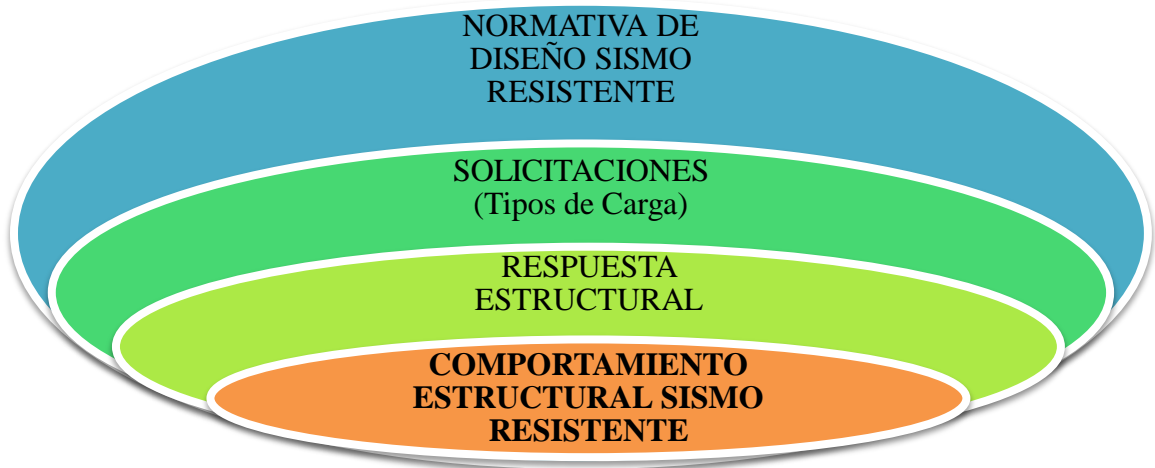 NORMATIVA DE
DISEÑO SISMO
RESISTENTE
SOLICITACIONES
(Tipos de Carga)
RESPUESTA
ESTRUCTURAL
COMPORTAMIENTO
ESTRUCTURAL SISMO
RESISTENTE